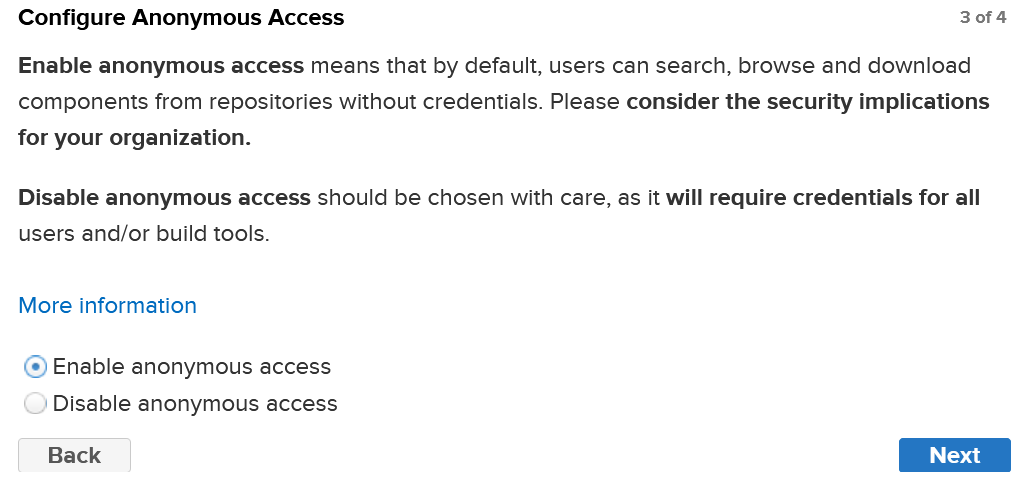 Configure Anonymous Access
3 of 4
Enable anonymous access means that by default, users can search, browse and download
components from repositories without credentials. Please consider the security implications
for your organization.
Disable anonymous access should be chosen with care, as it will require credentials for all
users and/or build tools.
More information
Enable anonymous access
Disable anonymous access
Back
Next